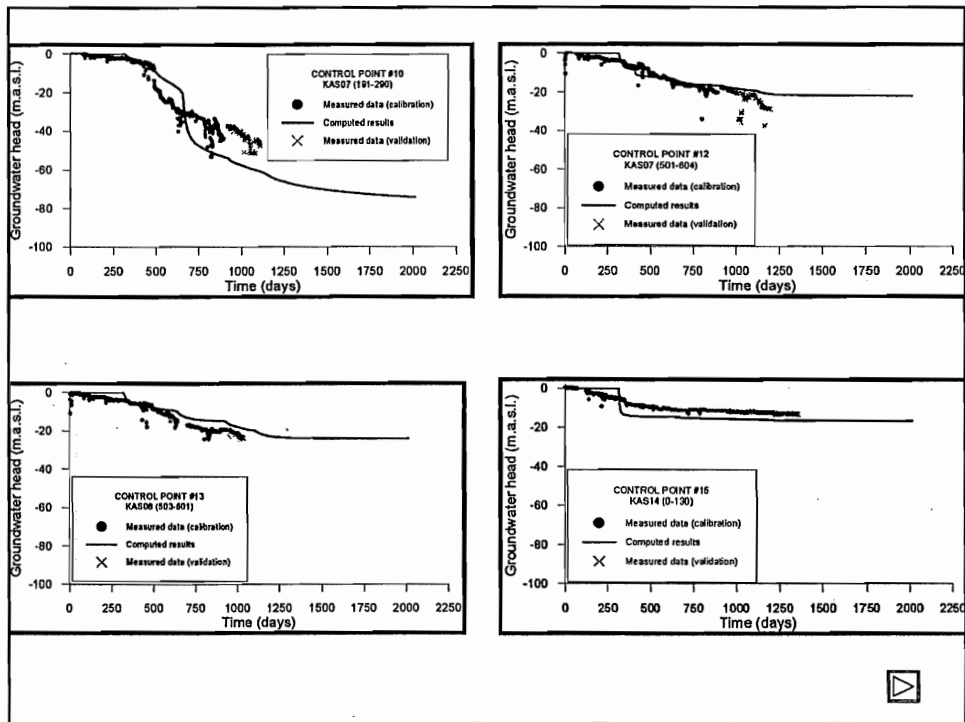 Groundwater head (m.a.s.l.)
0
-20
-40
-60
-80
-100
CONTROL POINT #10
KAS07 (191-290)
Measured data (calibration)
Computed results
Measured data (validation)
0 250 500 750 1000 1250 1500 1750 2000 2250
Time (days)
Groundwater head (m.a.s.l.)
0
-20
-40
-60
-80
-100
CONTROL POINT #12
KAS07 (501-604)
Measured data (calibration)
Computed results
Measured data (validation)
0 250 500 750 1000 1250 1500 1750 2000 2250
Time (days)
Groundwater head (m.a.s.l.)
0
-20
-40
-60
-80
-100
CONTROL POINT #13
KAS08 (503-601)
Measured data (calibration)
Computed results
Measured data (validation)
0 250 500 750 1000 1250 1500 1750 2000 2250
Time (days)
Groundwater head (m.a.s.l.)
0
-20
-40
-60
-80
-100
CONTROL POINT #15
KAS14 (0-130)
Measured data (calibration)
Computed results
Measured data (validation)
0 250 500 750 1000 1250 1500 1750 2000 2250
Time (days)